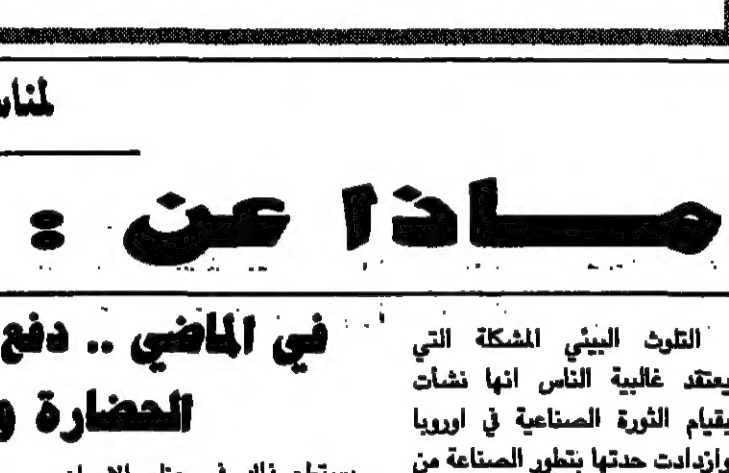 لمناس
ماذا عن :
التلوث البيئي المشكلة التي
يعتقد غالبية الناس انها نشأت
بقيام الثورة الصناعية في اوروبا
وازدادت حدتها بتطور الصناعة من
في الماضي .. دفع
الحضارة و